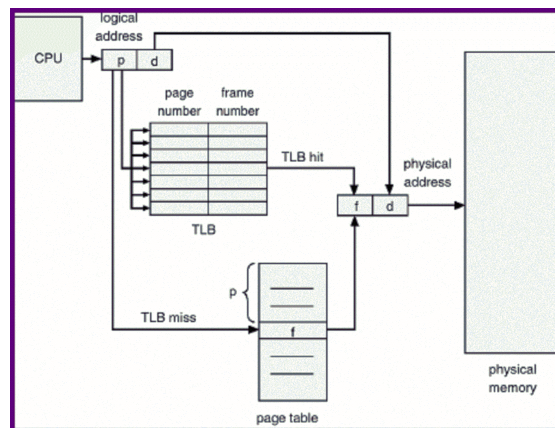 logical
address
CPU
p
d
page
number
frame
number
TLB hit
physical
address
f
d
TLB
p
TLB miss
f
physical
memory
page table